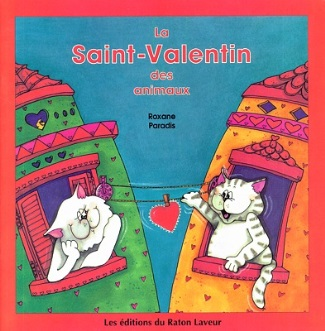 La
Saint-Valentin
des
animaux
Roxane
Paradis
Les éditions du Raton Laveur